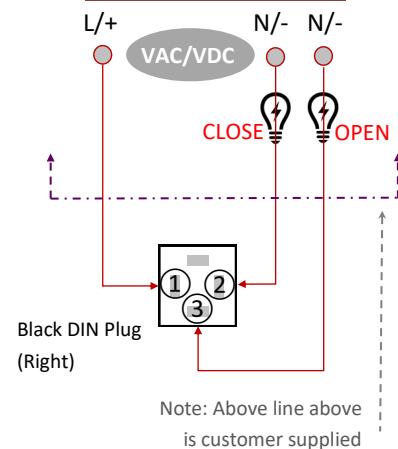 L/+ N/- N/-
VAC/VDC
CLOSE OPEN
1 2
3
Black DIN Plug
(Right)
Note: Above line above
is customer supplied